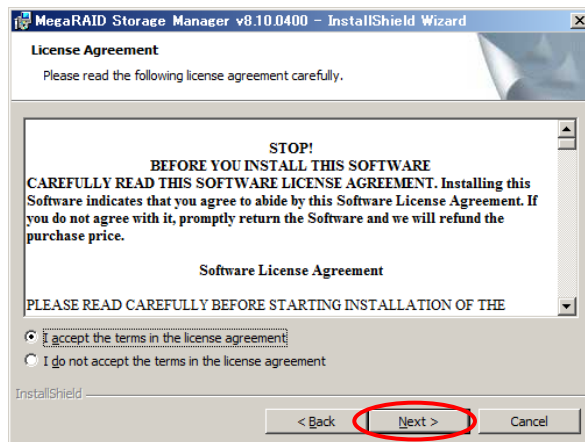 MegaRAID Storage Manager v8.10.0400 - InstallShield Wizard
License Agreement
Please read the following license agreement carefully.
STOP!
BEFORE YOU INSTALL THIS SOFTWARE
CAREFULLY READ THIS SOFTWARE LICENSE AGREEMENT. Installing this
Software indicates that you agree to abide by this Software License Agreement. If
you do not agree with it, promptly return the Software and we will refund the
purchase price.
Software License Agreement
PLEASE READ CAREFULLY BEFORE STARTING INSTALLATION OF THE
I accept the terms in the license agreement
I do not accept the terms in the license agreement
InstallShield
< Back Next > Cancel